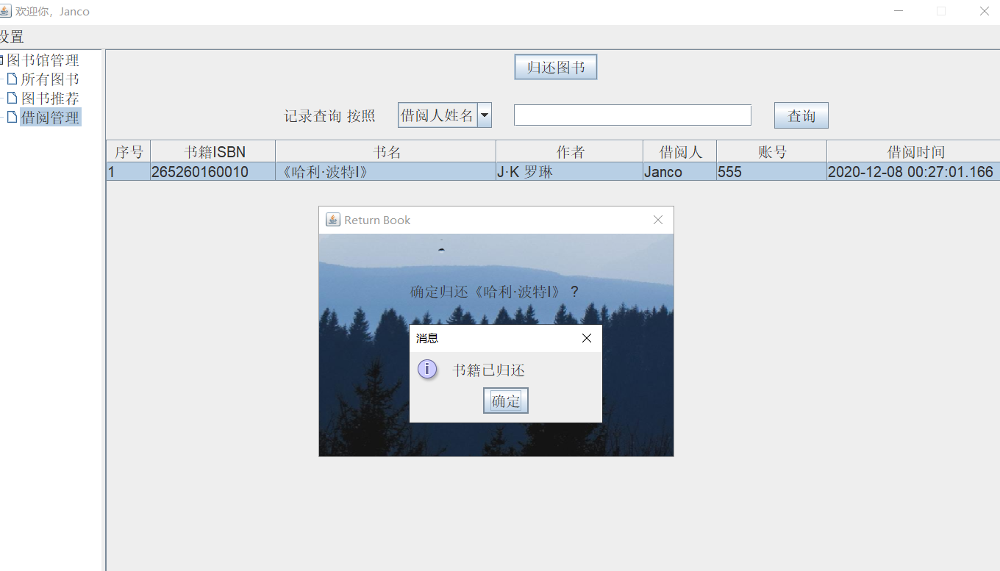 欢迎你，Janco
设置
图书馆管理
所有图书
图书推荐
借阅管理
归还图书
记录查询 按照 借阅人姓名 查询
序号 书籍ISBN 书名 作者 借阅人 账号 借阅时间
1 265260160010 《哈利·波特I》 J·K 罗琳 Janco 555 2020-12-08 00:27:01.166
Return Book
确定归还《哈利·波特I》？
消息
书籍已归还
确定